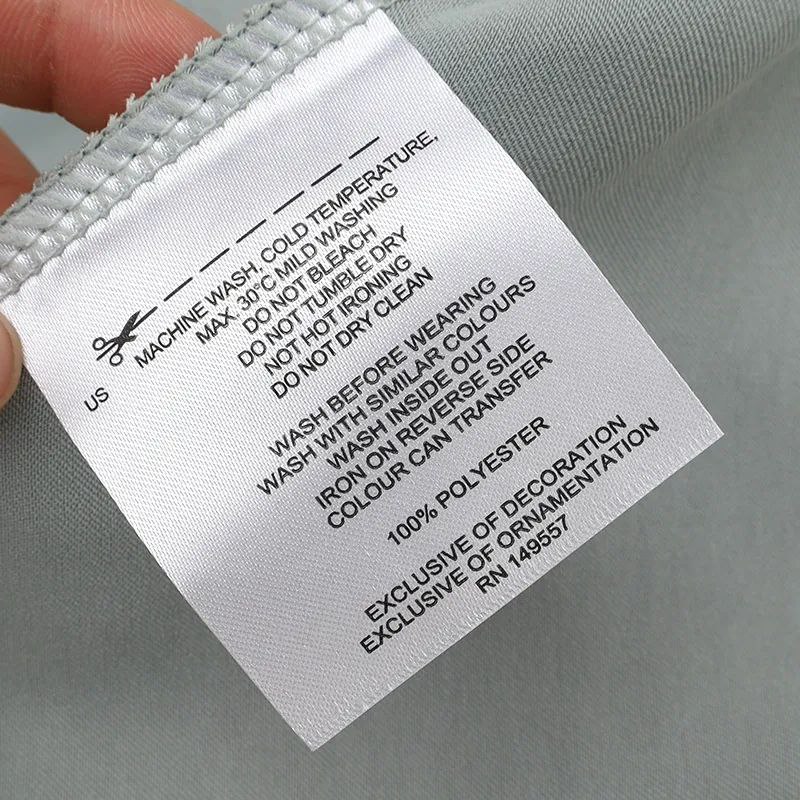 MACHINE WASH, COLD TEMPERATURE,
MAX. 30°C MILD WASHING
DO NOT BLEACH
DO NOT TUMBLE DRY
NOT HOT IRONING
DO NOT DRY CLEAN
US
WASH BEFORE WEARING
WASH WITH SIMILAR COLOURS
WASH INSIDE OUT
IRON ON REVERSE SIDE
COLOUR CAN TRANSFER
100% POLYESTER
EXCLUSIVE OF DECORATION
EXCLUSIVE OF ORNAMENTATION
RN 149557